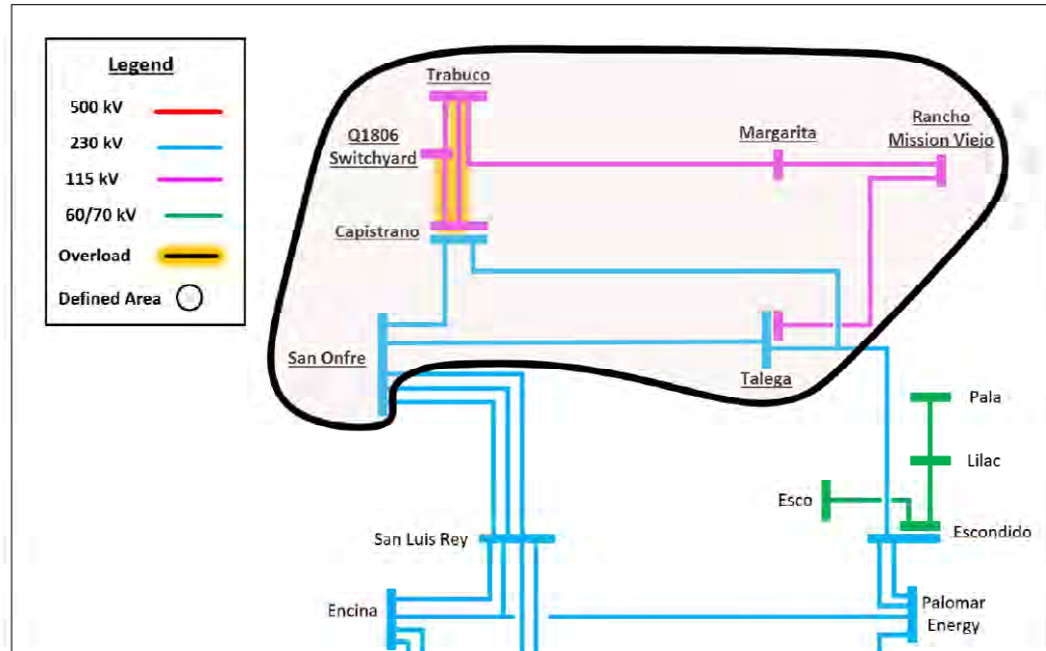 Legend
500 kV
230 kV
115 kV
60/70 kV
Overload
Defined Area
Trabuco
Q1806
Switchyard
Margarita
Rancho
Mission Viejo
Capistrano
San Onfre
Talega
Pala
Lilac
Esco
Escondido
San Luis Rey
Encina
Palomar
Energy